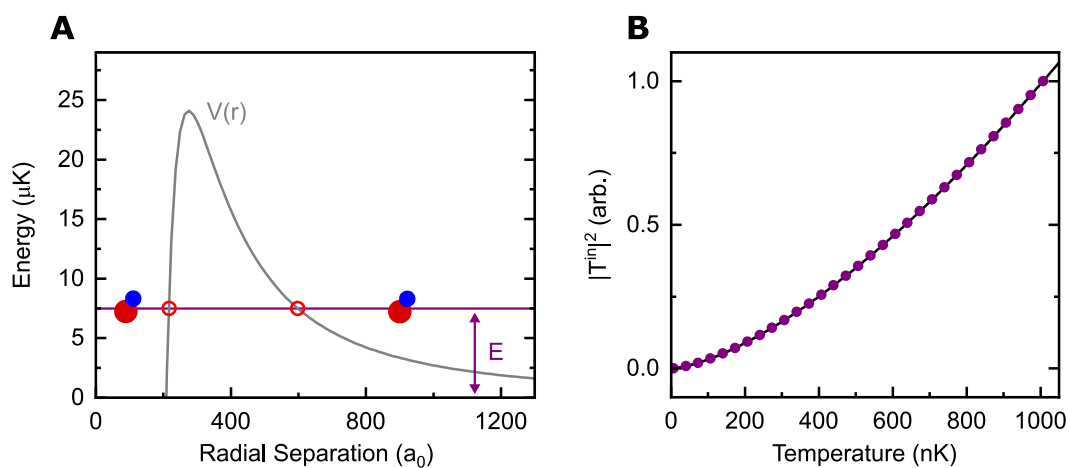 A
25
20
15
10
5
0
Energy (μK)
V(r)
E
0
400
800
1200
Radial Separation (a₀)
B
1.0
0.5
0.0
|Tⁱⁿ|² (arb.)
0
200
400
600
800
1000
Temperature (nK)